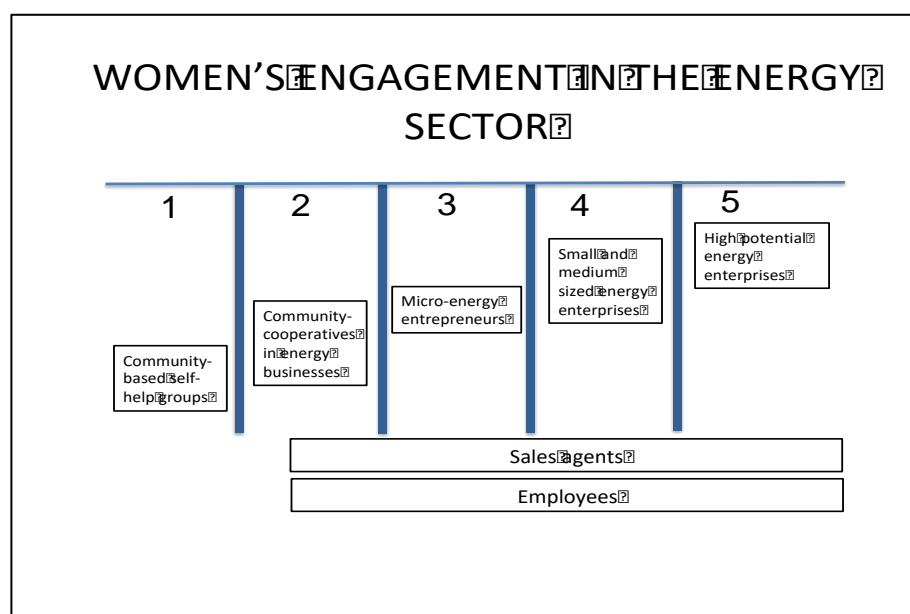 WOMEN'S ENGAGEMENT IN THE ENERGY
SECTOR
1
2
3
4
5
Community-
based self-
help groups
Community-
cooperatives
in energy
businesses
Micro-energy
entrepreneurs
Small and
medium
sized energy
enterprises
High potential
energy
enterprises
Sales agents
Employees